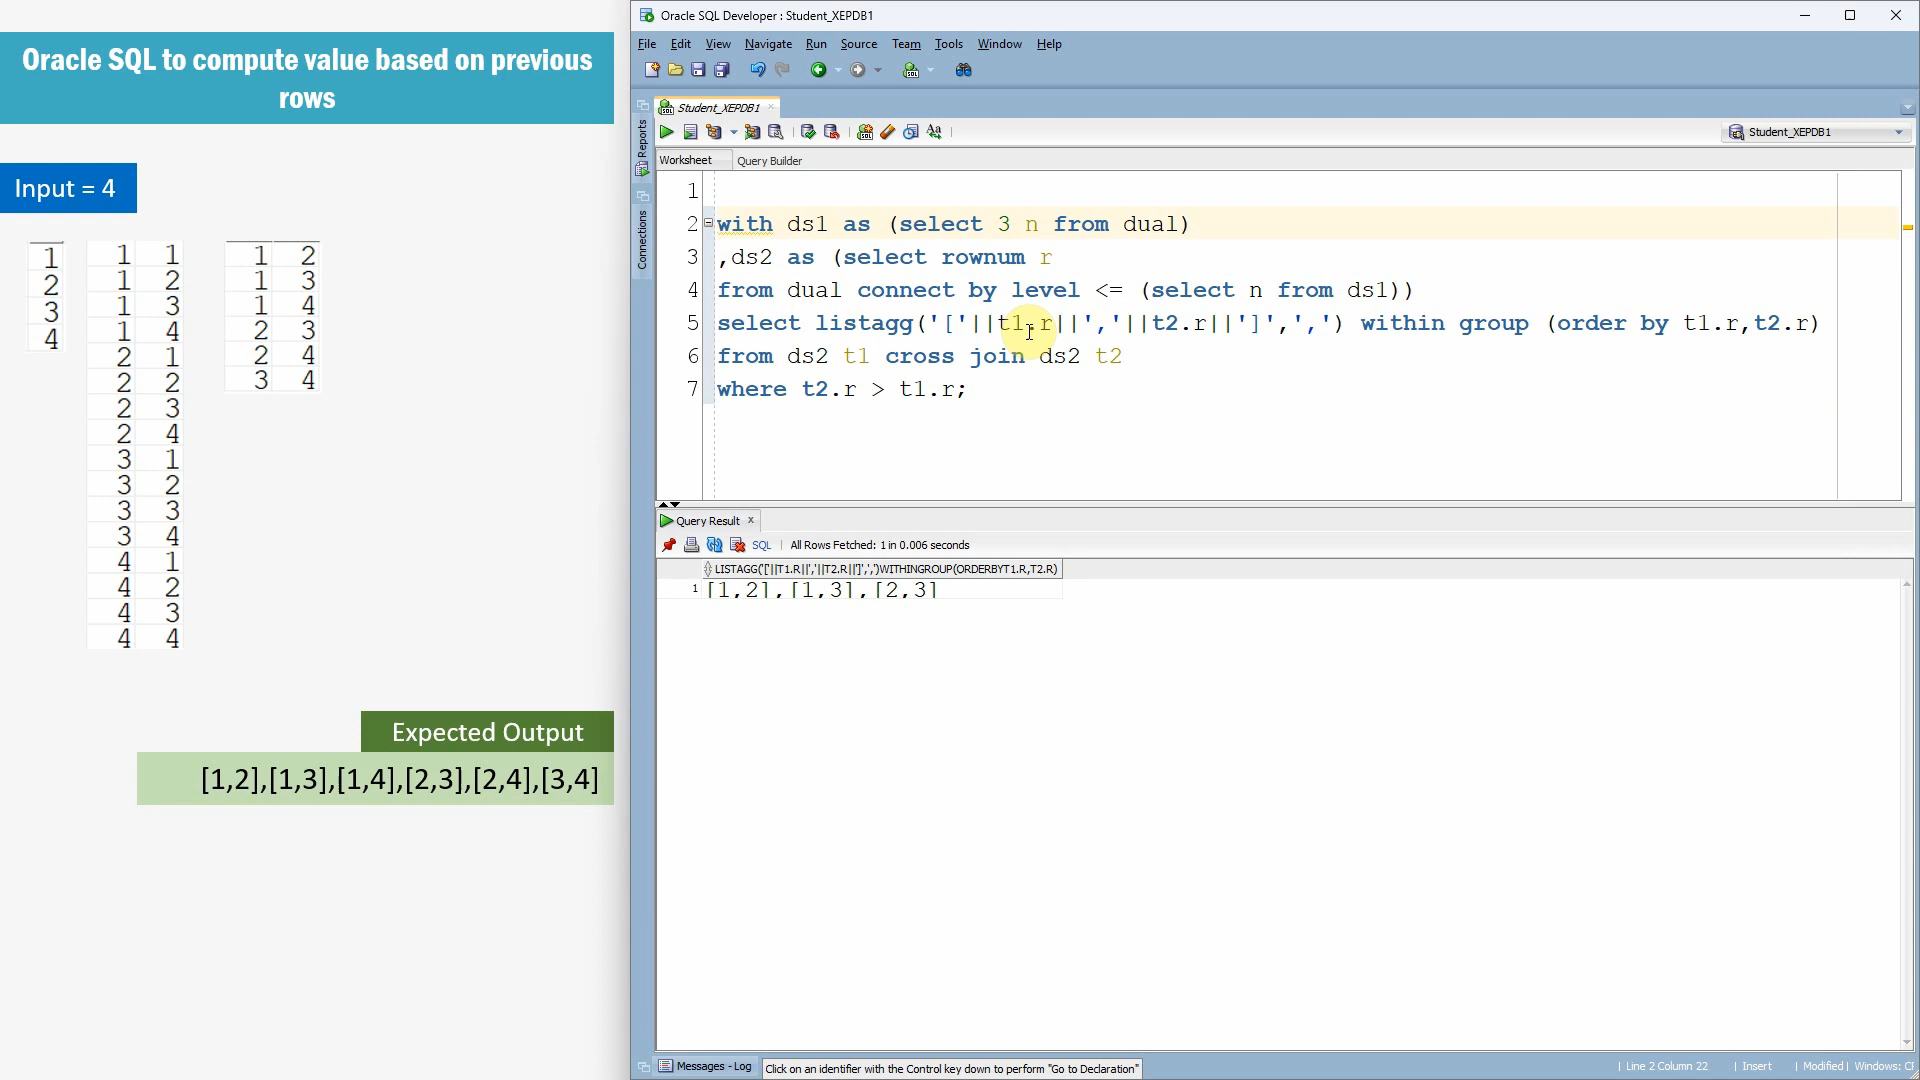 Oracle SQL to compute value based on previous
rows
Input = 4
1
2
3
4
1 1
1 2
1 3
1 4
2 1
2 2
2 3
2 4
3 1
3 2
3 3
3 4
4 1
4 2
4 3
4 4
1 2
1 3
1 4
2 3
2 4
3 4
Expected Output
[1,2],[1,3],[1,4],[2,3],[2,4],[3,4]
Oracle SQL Developer : Student_XEPDB1
File Edit View Navigate Run Source Team Tools Window Help
Student_XEPDB1
Reports
Connections
Student_XEPDB1
Worksheet Query Builder
1
2 with ds1 as (select 3 n from dual)
3 ,ds2 as (select rownum r
4 from dual connect by level <= (select n from ds1))
5 select listagg('['||t1.r||','||t2.r||']',',') within group (order by t1.r,t2.r)
6 from ds2 t1 cross join ds2 t2
7 where t2.r > t1.r;
Query Result x
SQL | All Rows Fetched: 1 in 0.006 seconds
LISTAGG('['||T1.R||','||T2.R||']',',')WITHINGROUP(ORDERBYT1.R,T2.R)
1 [1,2],[1,3],[2,3]
Messages - Log
Click on an identifier with the Control key down to perform "Go to Declaration"
| Line 2 Column 22 | Insert | Modified | Windows: C